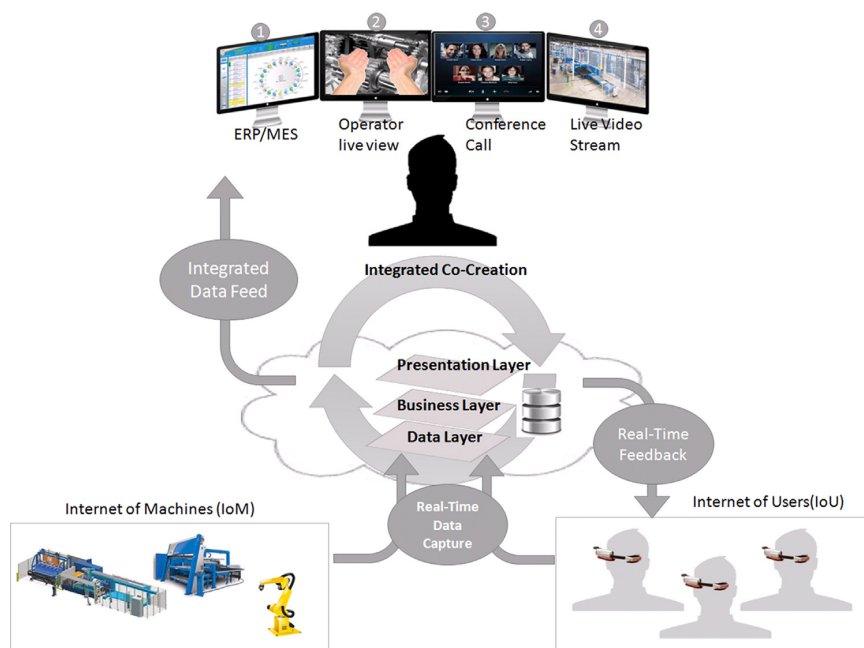 1
2
3
4
ERP/MES
Operator
live view
Conference
Call
Live Video
Stream
Integrated
Data Feed
Integrated Co-Creation
Presentation Layer
Business Layer
Data Layer
Real-Time
Feedback
Internet of Machines (IoM)
Real-Time
Data
Capture
Internet of Users(IoU)